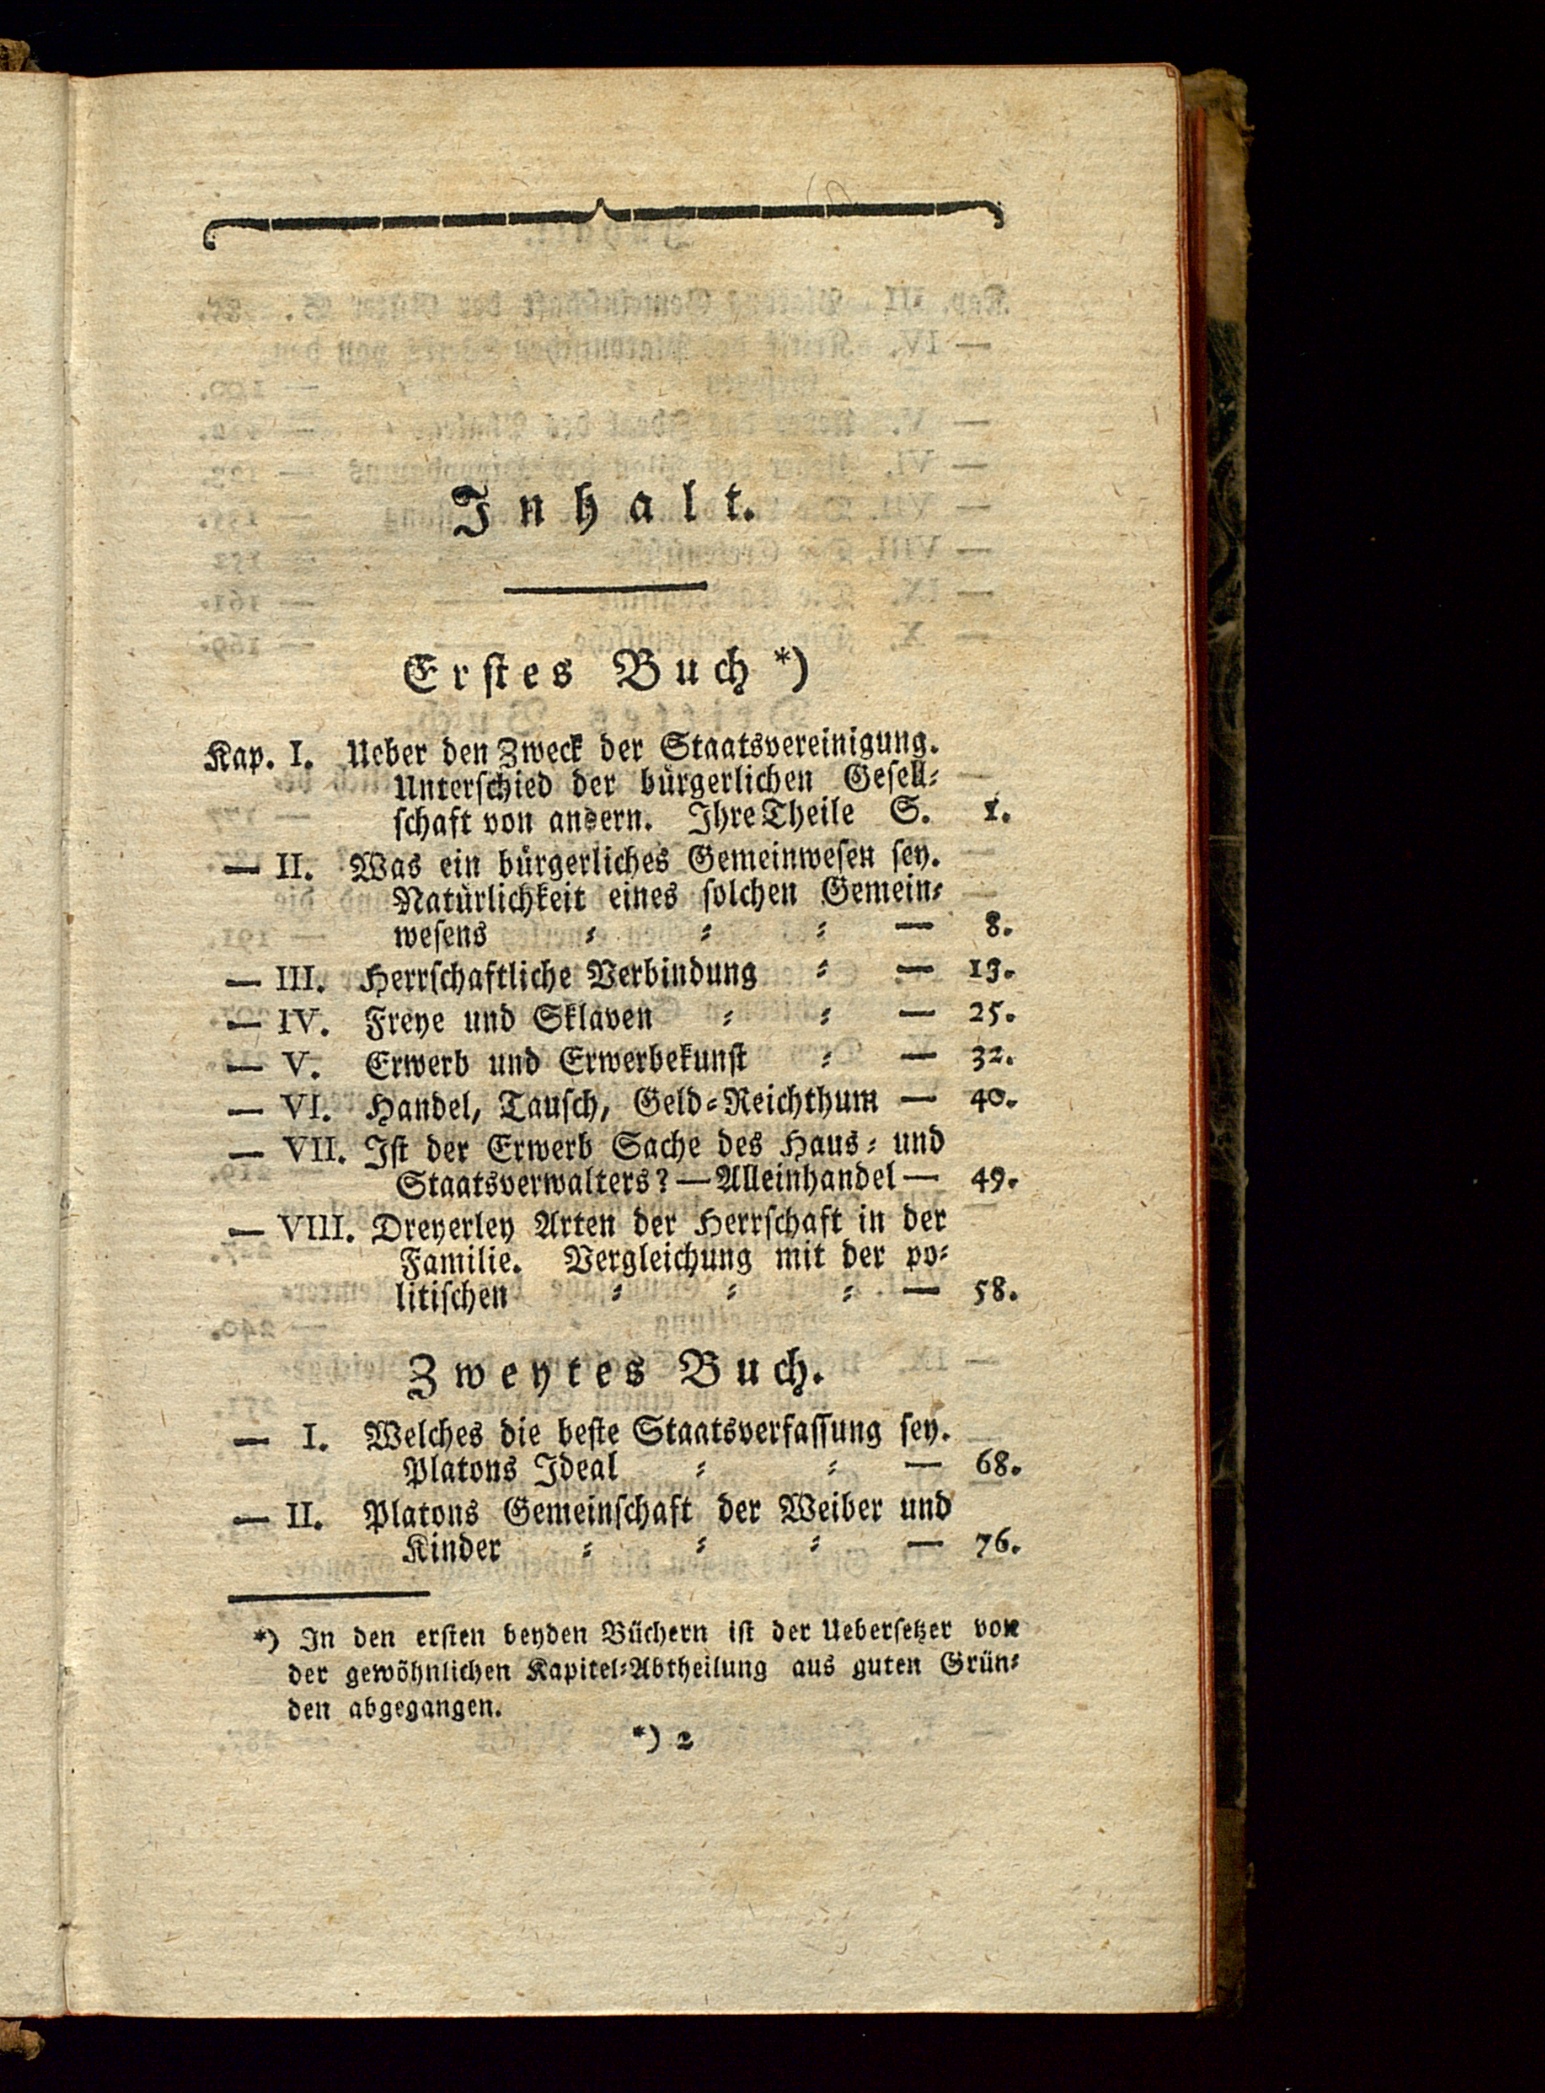 Inhalt.
Erstes Buch *)
Kap. I. Ueber den Zweck der Staatsvereinigung.
Unterschied der bürgerlichen Gesell-
schaft von andern. Ihre Theile S. 1.
— II. Was ein bürgerliches Gemeinwesen sey.
Natürlichkeit eines solchen Gemein-
wesens = = = — 8.
— III. Herrschaftliche Verbindung = — 13.
— IV. Freye und Sklaven = = — 25.
— V. Erwerb und Erwerbekunst = — 32.
— VI. Handel, Tausch, Geld-Reichthum — 40.
— VII. Ist der Erwerb Sache des Haus- und
Staatsverwalters? — Alleinhandel — 49.
— VIII. Dreyerley Arten der Herrschaft in der
Familie. Vergleichung mit der po-
litischen = = = — 58.
Zweytes Buch.
— I. Welches die beste Staatsverfassung sey.
Platons Ideal = = — 68.
— II. Platons Gemeinschaft der Weiber und
Kinder = = = — 76.
*) In den ersten beyden Büchern ist der Uebersetzer von
der gewöhnlichen Kapitel-Abtheilung aus guten Grün-
den abgegangen.
*) 2